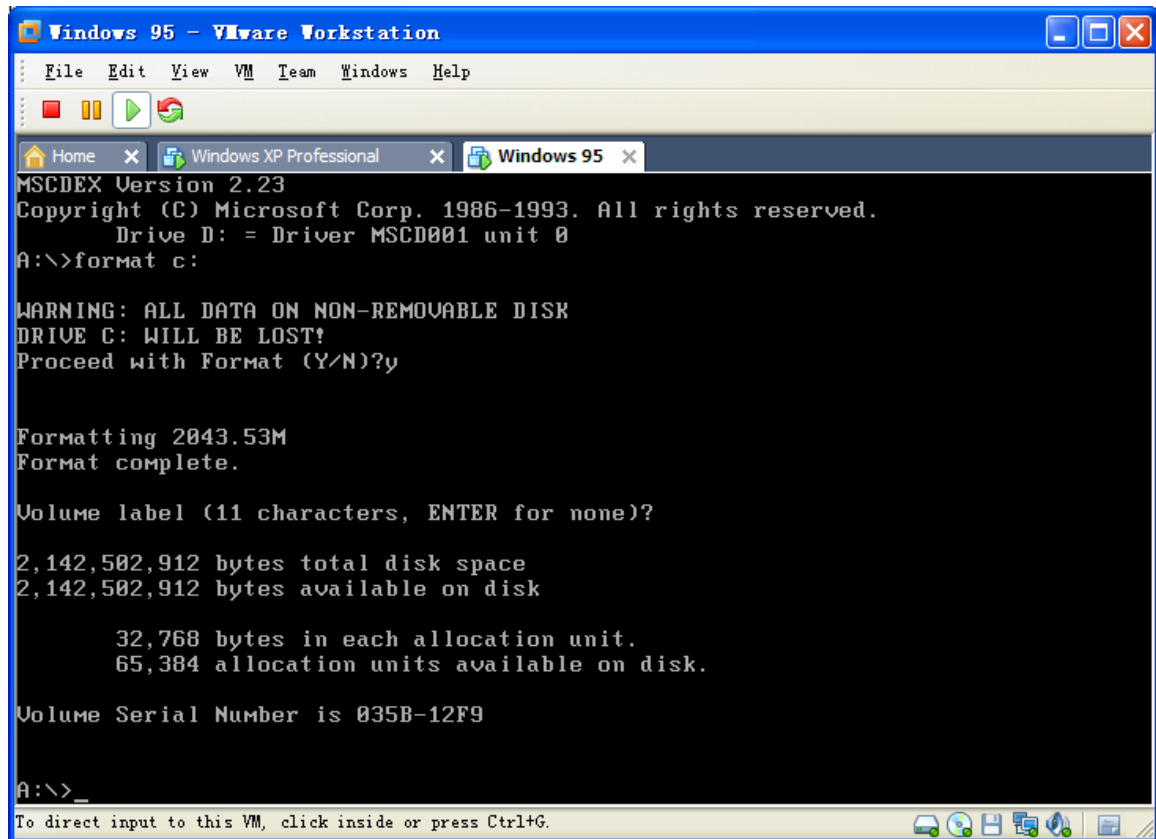 Windows 95 - VMware Workstation
File Edit View VM Team Windows Help
Home Windows XP Professional Windows 95
MSCDEX Version 2.23
Copyright (C) Microsoft Corp. 1986-1993. All rights reserved.
Drive D: = Driver MSCD001 unit 0
A:\>format c:
WARNING: ALL DATA ON NON-REMOVABLE DISK
DRIVE C: WILL BE LOST!
Proceed with Format (Y/N)?y
Formatting 2043.53M
Format complete.
Volume label (11 characters, ENTER for none)?
2,142,502,912 bytes total disk space
2,142,502,912 bytes available on disk
32,768 bytes in each allocation unit.
65,384 allocation units available on disk.
Volume Serial Number is 035B-12F9
A:\>_
To direct input to this VM, click inside or press Ctrl+G.